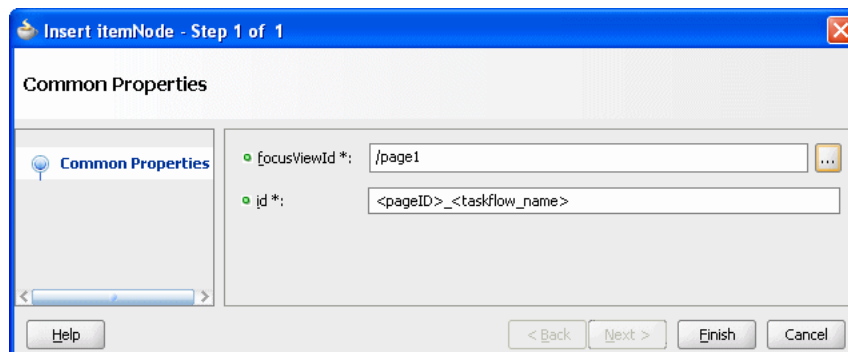 Insert itemNode - Step 1 of 1
Common Properties
Common Properties
focusViewId *:
/page1
...
id *:
<pageID>_<taskflow_name>
Help
< Back
Next >
Finish
Cancel